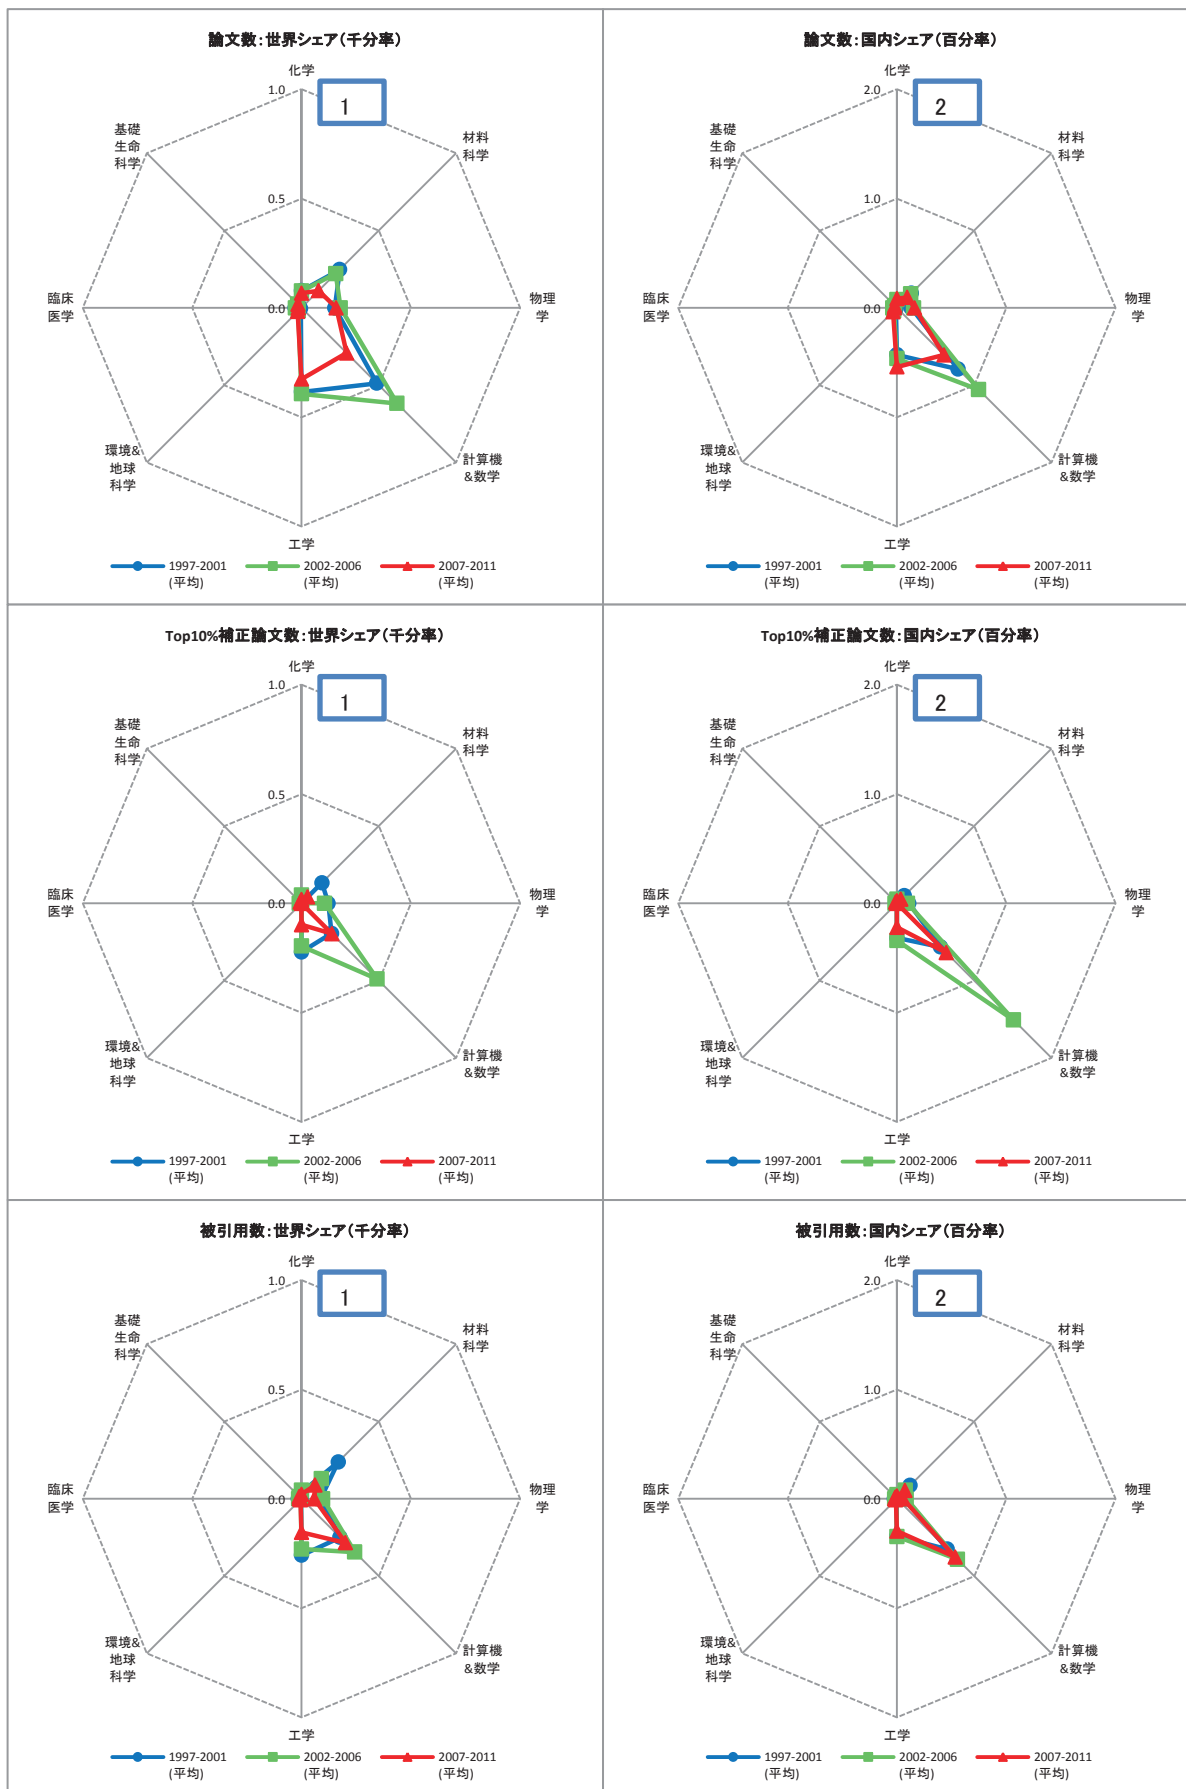 論文数：世界シェア（千分率）
化学
1.0
1
基礎
生命
科学
材料
科学
0.5
臨床
医学
0.0
物理
学
環境&
地球
科学
計算機
&数学
工学
1997-2001
(平均)
2002-2006
(平均)
2007-2011
(平均)
論文数：国内シェア（百分率）
化学
2.0
2
基礎
生命
科学
材料
科学
1.0
臨床
医学
0.0
物理
学
環境&
地球
科学
計算機
&数学
工学
1997-2001
(平均)
2002-2006
(平均)
2007-2011
(平均)
Top10%補正論文数：世界シェア（千分率）
化学
1.0
1
基礎
生命
科学
材料
科学
0.5
臨床
医学
0.0
物理
学
環境&
地球
科学
計算機
&数学
工学
1997-2001
(平均)
2002-2006
(平均)
2007-2011
(平均)
Top10%補正論文数：国内シェア（百分率）
化学
2.0
2
基礎
生命
科学
材料
科学
1.0
臨床
医学
0.0
物理
学
環境&
地球
科学
計算機
&数学
工学
1997-2001
(平均)
2002-2006
(平均)
2007-2011
(平均)
被引用数：世界シェア（千分率）
化学
1.0
1
基礎
生命
科学
材料
科学
0.5
臨床
医学
0.0
物理
学
環境&
地球
科学
計算機
&数学
工学
1997-2001
(平均)
2002-2006
(平均)
2007-2011
(平均)
被引用数：国内シェア（百分率）
化学
2.0
2
基礎
生命
科学
材料
科学
1.0
臨床
医学
0.0
物理
学
環境&
地球
科学
計算機
&数学
工学
1997-2001
(平均)
2002-2006
(平均)
2007-2011
(平均)